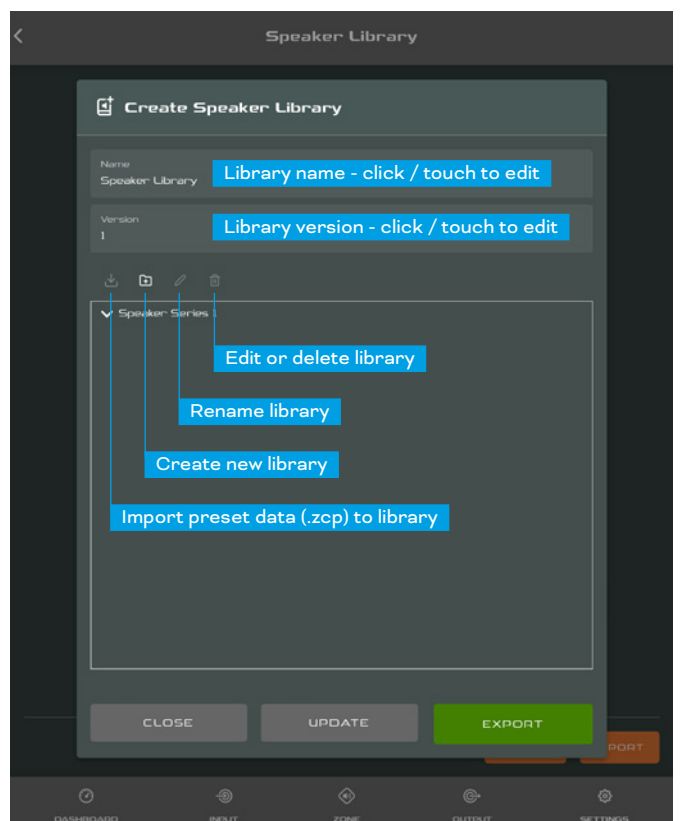 Speaker Library
Create Speaker Library
Name
Speaker Library
Library name - click / touch to edit
Version
1
Library version - click / touch to edit
Speaker Series 1
Edit or delete library
Rename library
Create new library
Import preset data (.zcp) to library
CLOSE UPDATE EXPORT
PORT
DASHBOARD INPUT ZONE OUTPUT SETTINGS